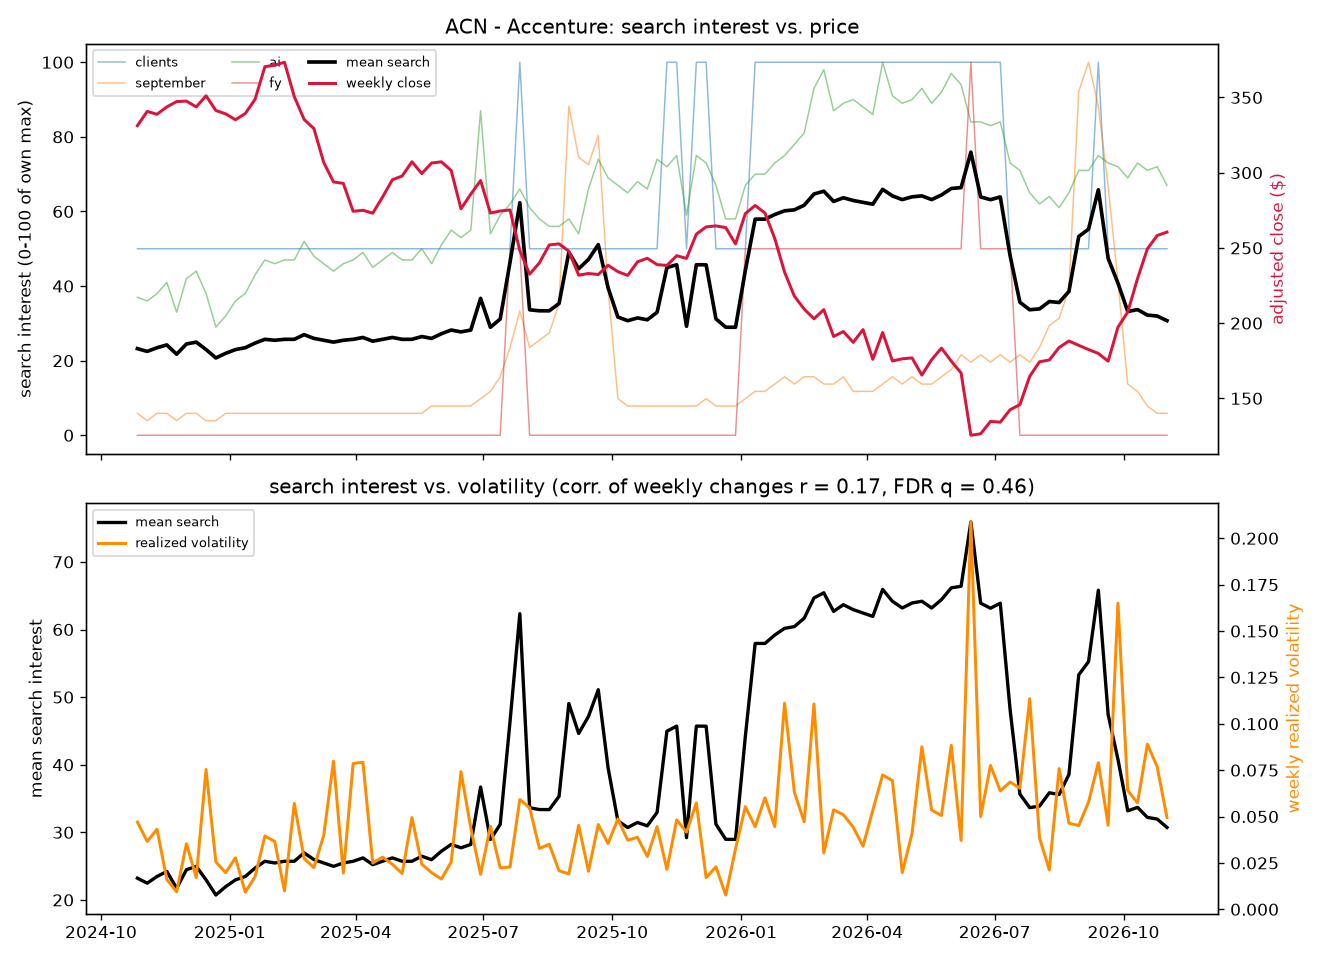 ACN - Accenture: search interest vs. price
clients
september
ai
fy
mean search
weekly close
search interest (0-100 of own max)
100
80
60
40
20
0
adjusted close ($)
350
300
250
200
150
search interest vs. volatility (corr. of weekly changes r = 0.17, FDR q = 0.46)
mean search
realized volatility
mean search interest
70
60
50
40
30
20
weekly realized volatility
0.200
0.175
0.150
0.125
0.100
0.075
0.050
0.025
0.000
2024-10 2025-01 2025-04 2025-07 2025-10 2026-01 2026-04 2026-07 2026-10